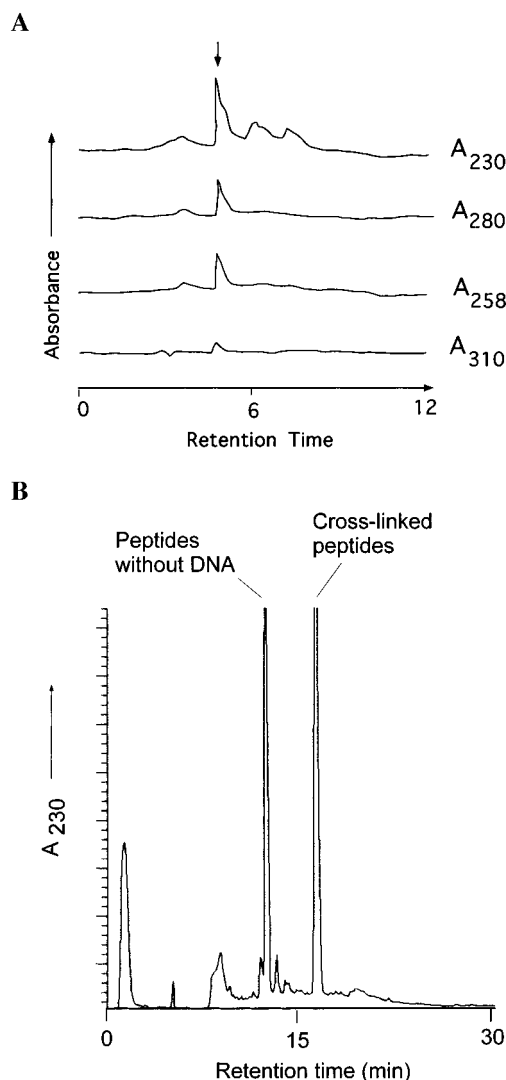 A
Absorbance
A230
A280
A258
A310
0 6 12
Retention Time
B
Peptides
without DNA
Cross-linked
peptides
A 230
0 15 30
Retention time (min)